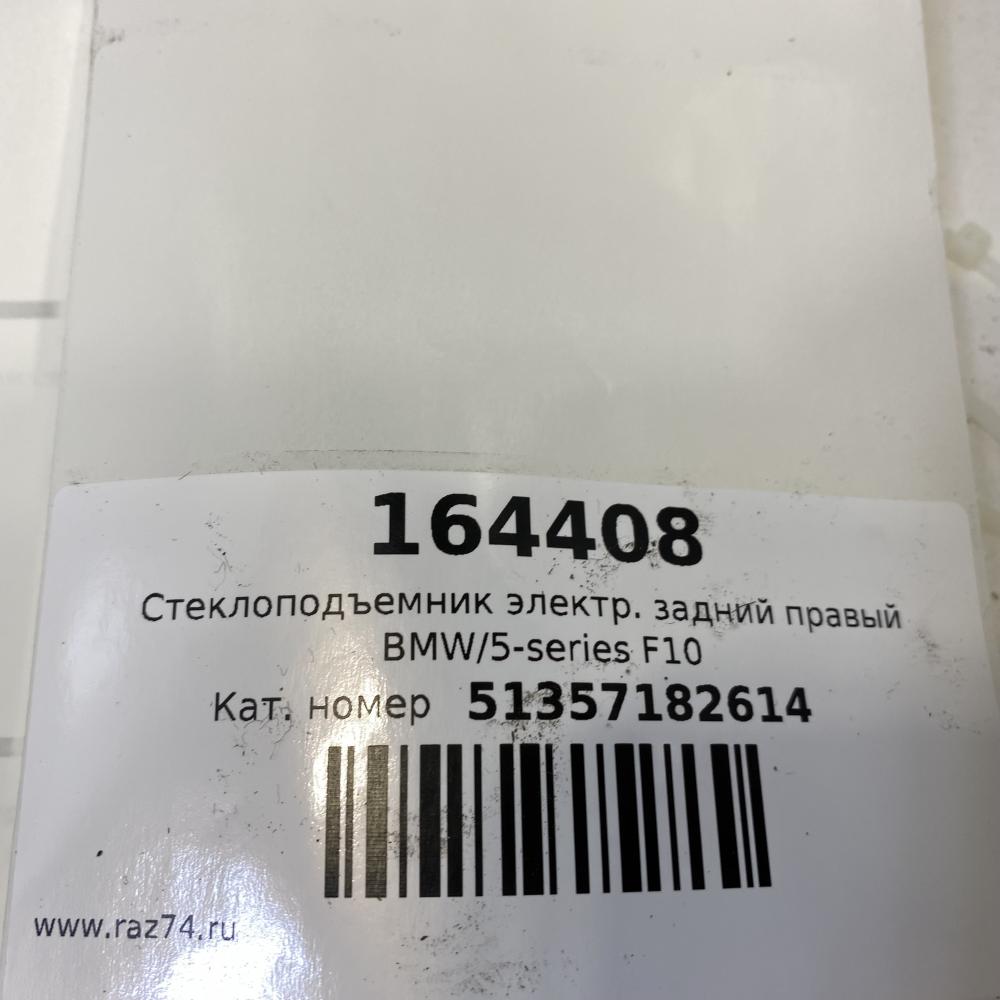 164408
Стеклоподъемник электр. задний правый
BMW/5-series F10
Кат. номер 51357182614
www.raz74.ru